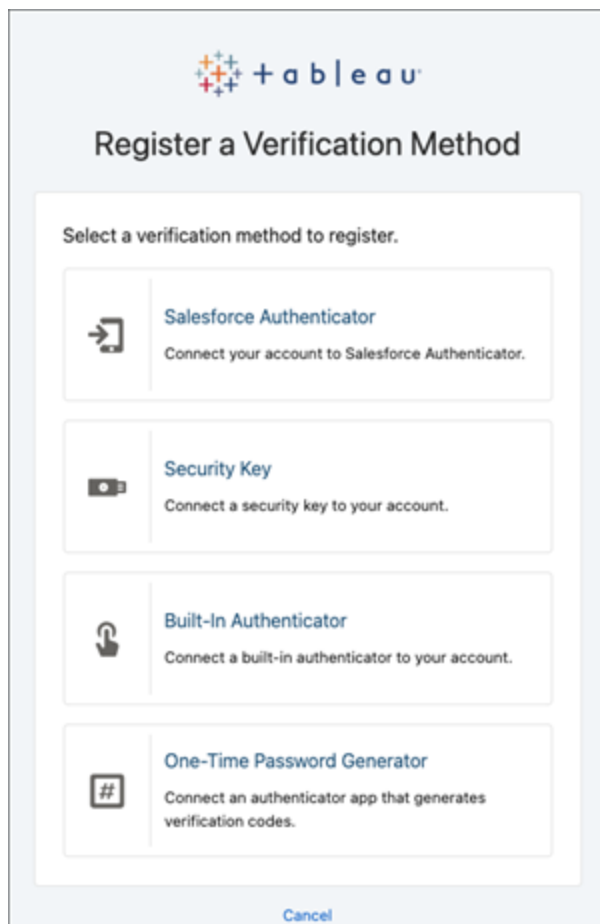 +ableau
Register a Verification Method
Select a verification method to register.
Salesforce Authenticator
Connect your account to Salesforce Authenticator.
Security Key
Connect a security key to your account.
Built-In Authenticator
Connect a built-in authenticator to your account.
#
One-Time Password Generator
Connect an authenticator app that generates
verification codes.
Cancel